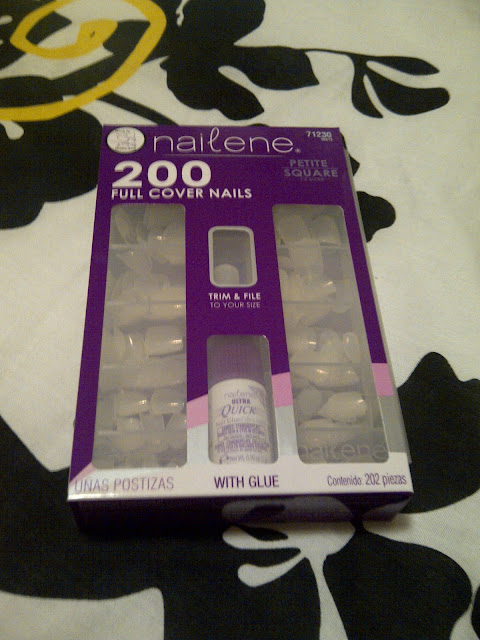 nailene®
71230
200
FULL COVER NAILS
PETITE
SQUARE
TRIM & FILE
TO YOUR SIZE
nailene
ULTRA
QUICK
UNAS POSTIZAS
WITH GLUE
nailene
Contenido: 202 piezas